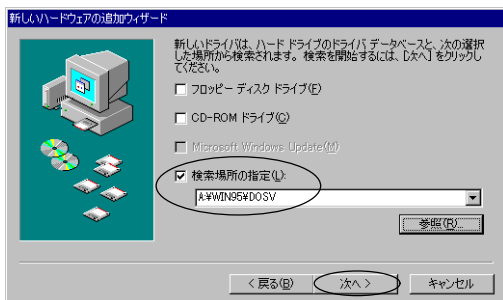 新しいハードウェアの追加ウィザード
新しいドライバは、ハード ドライブのドライバ データベースと、次の選択
した場所から検索されます。検索を開始するには、[次へ] をクリックし
てください。
フロッピー ディスク ドライブ(F)
CD-ROM ドライブ(C)
Microsoft Windows Update(M)
検索場所の指定(L):
A:¥WIN95¥DOSV
参照(R)...
< 戻る(B)
次へ >
キャンセル